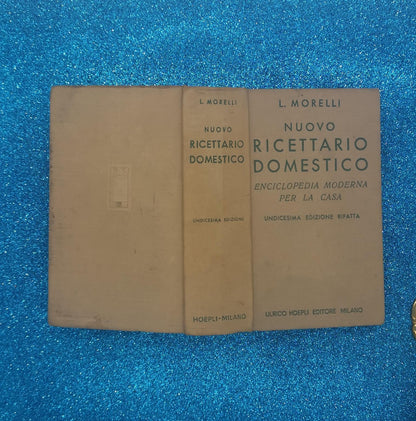 L. MORELLI
NUOVO
RICETTARIO
DOMESTICO
UNDICESIMA EDIZIONE
HOEPLI-MILANO
L. MORELLI
NUOVO
RICETTARIO
DOMESTICO
ENCICLOPEDIA MODERNA
PER LA CASA
UNDICESIMA EDIZIONE RIFATTA
ULRICO HOEPLI EDITORE MILANO